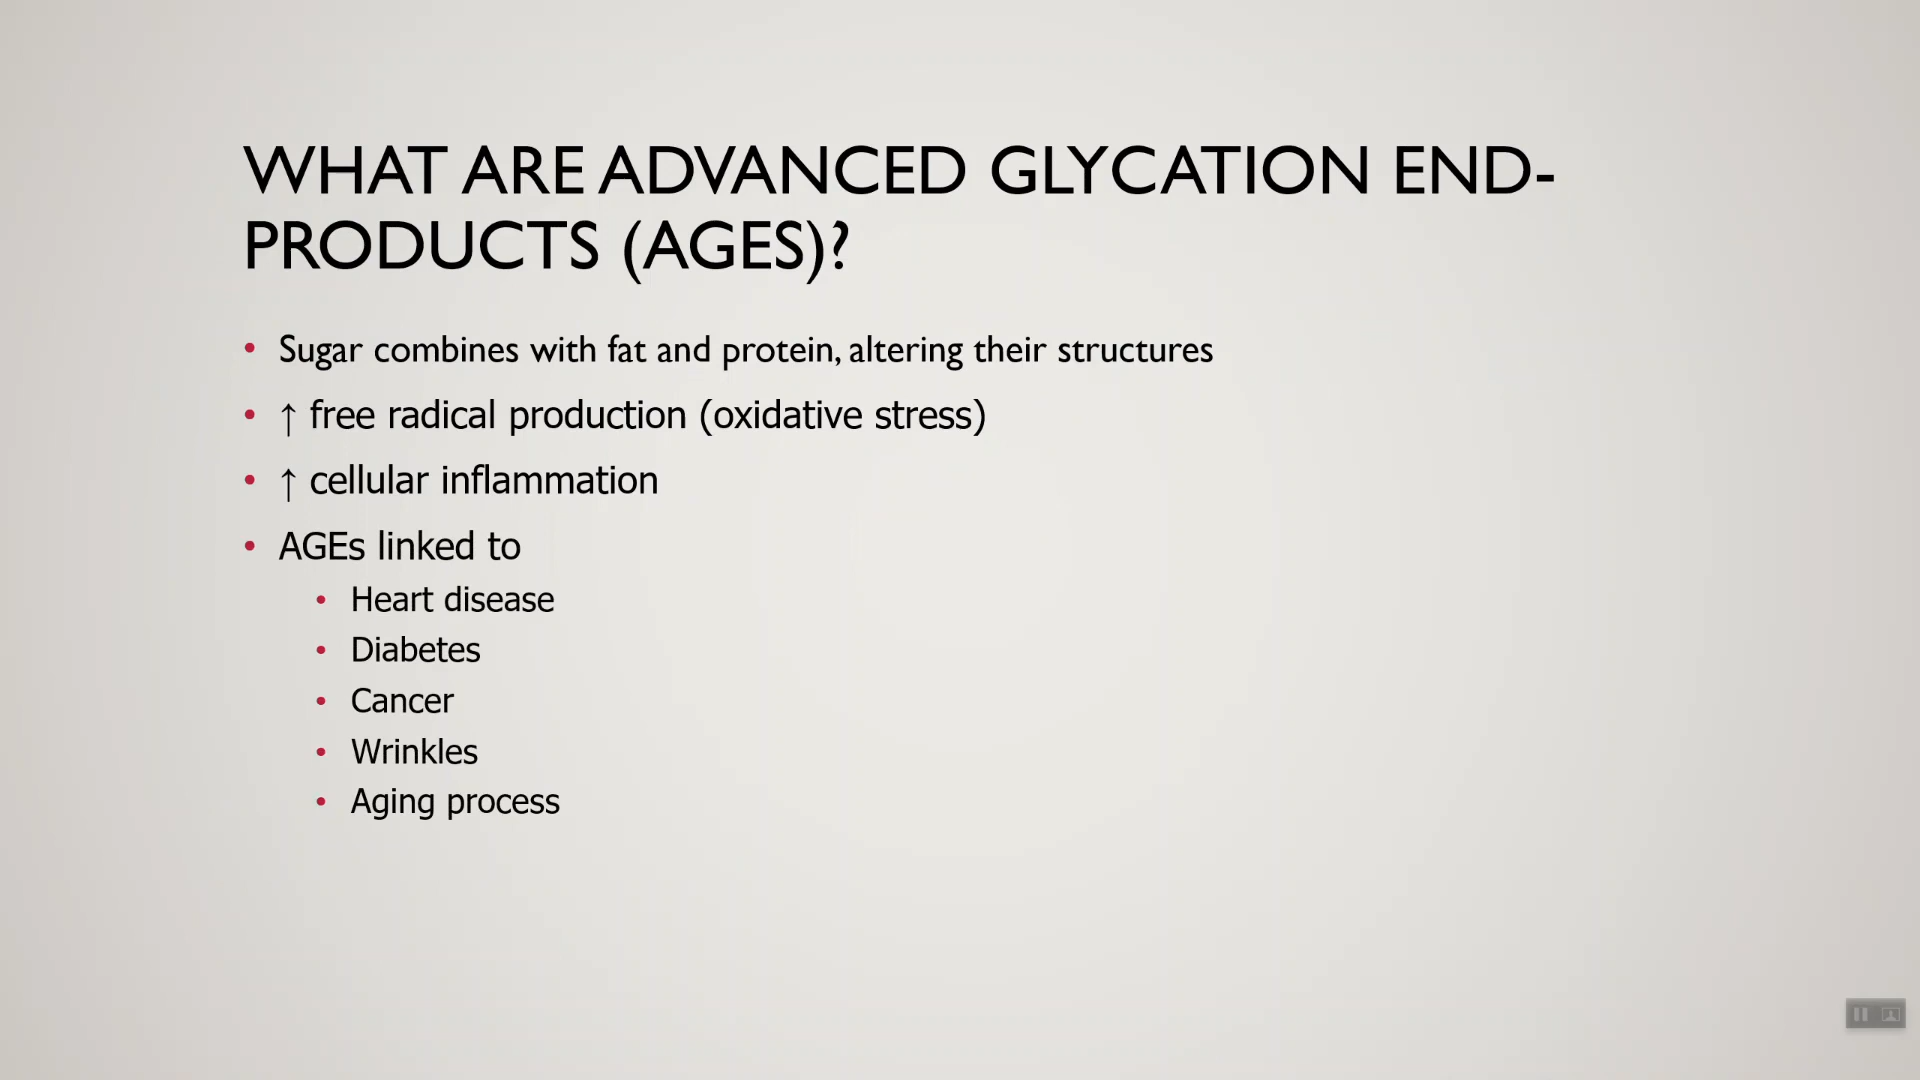 WHAT ARE ADVANCED GLYCATION END-
PRODUCTS (AGES)?
• Sugar combines with fat and protein, altering their structures
• ↑ free radical production (oxidative stress)
• ↑ cellular inflammation
• AGEs linked to
• Heart disease
• Diabetes
• Cancer
• Wrinkles
• Aging process